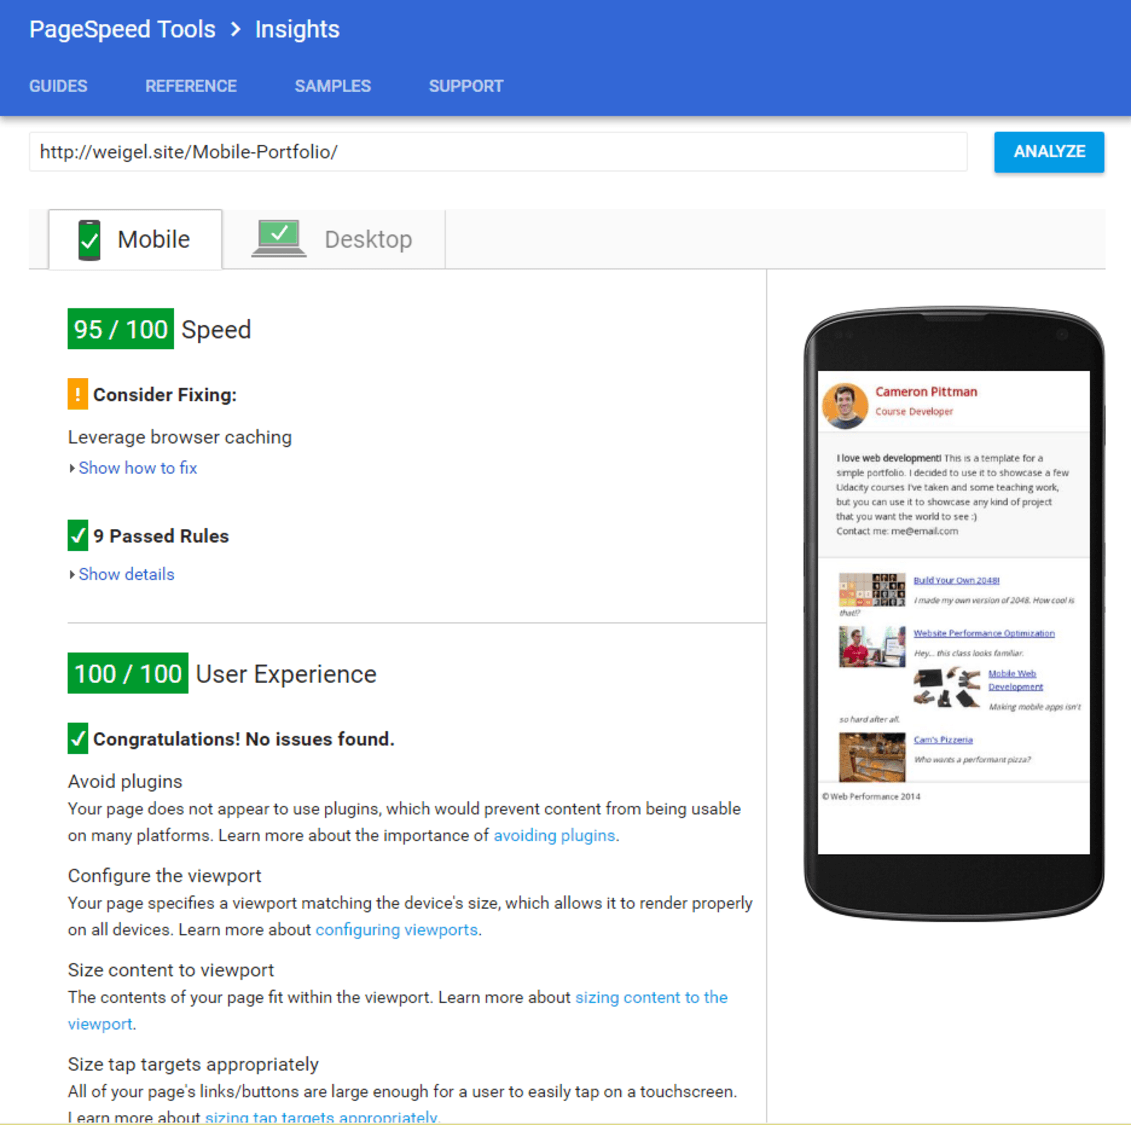 PageSpeed Tools > Insights
GUIDES REFERENCE SAMPLES SUPPORT
http://weigel.site/Mobile-Portfolio/ ANALYZE
Mobile Desktop
95 / 100 Speed
! Consider Fixing:
Leverage browser caching
Show how to fix
9 Passed Rules
Show details
100 / 100 User Experience
Congratulations! No issues found.
Avoid plugins
Your page does not appear to use plugins, which would prevent content from being usable
on many platforms. Learn more about the importance of avoiding plugins.
Configure the viewport
Your page specifies a viewport matching the device's size, which allows it to render properly
on all devices. Learn more about configuring viewports.
Size content to viewport
The contents of your page fit within the viewport. Learn more about sizing content to the
viewport.
Size tap targets appropriately
All of your page's links/buttons are large enough for a user to easily tap on a touchscreen.
Learn more about sizing tap targets appropriately.
Cameron Pittman
Course Developer
I love web development! This is a template for a
simple portfolio. I decided to use it to showcase a few
Udacity courses I've taken and some teaching work,
but you can use it to showcase any kind of project
that you want the world to see :)
Contact me: me@email.com
Build Your Own 2048!
I made my own version of 2048. How cool is
that!?
Website Performance Optimization
Hey... this class looks familiar.
Mobile Web
Development
Making mobile apps isn't
so hard after all.
Cam's Pizzeria
Who wants a performant pizza?
© Web Performance 2014